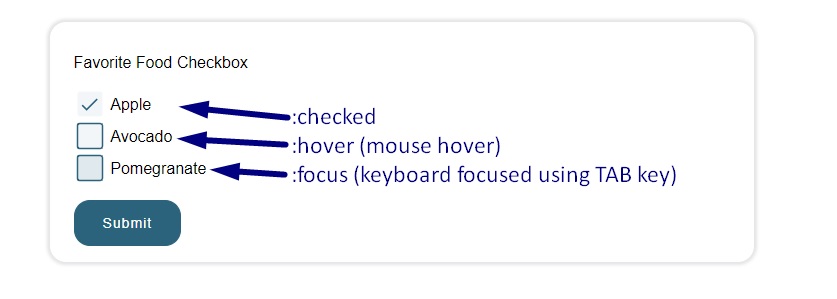 Favorite Food Checkbox
Apple
:checked
Avocado
:hover (mouse hover)
Pomegranate
:focus (keyboard focused using TAB key)
Submit